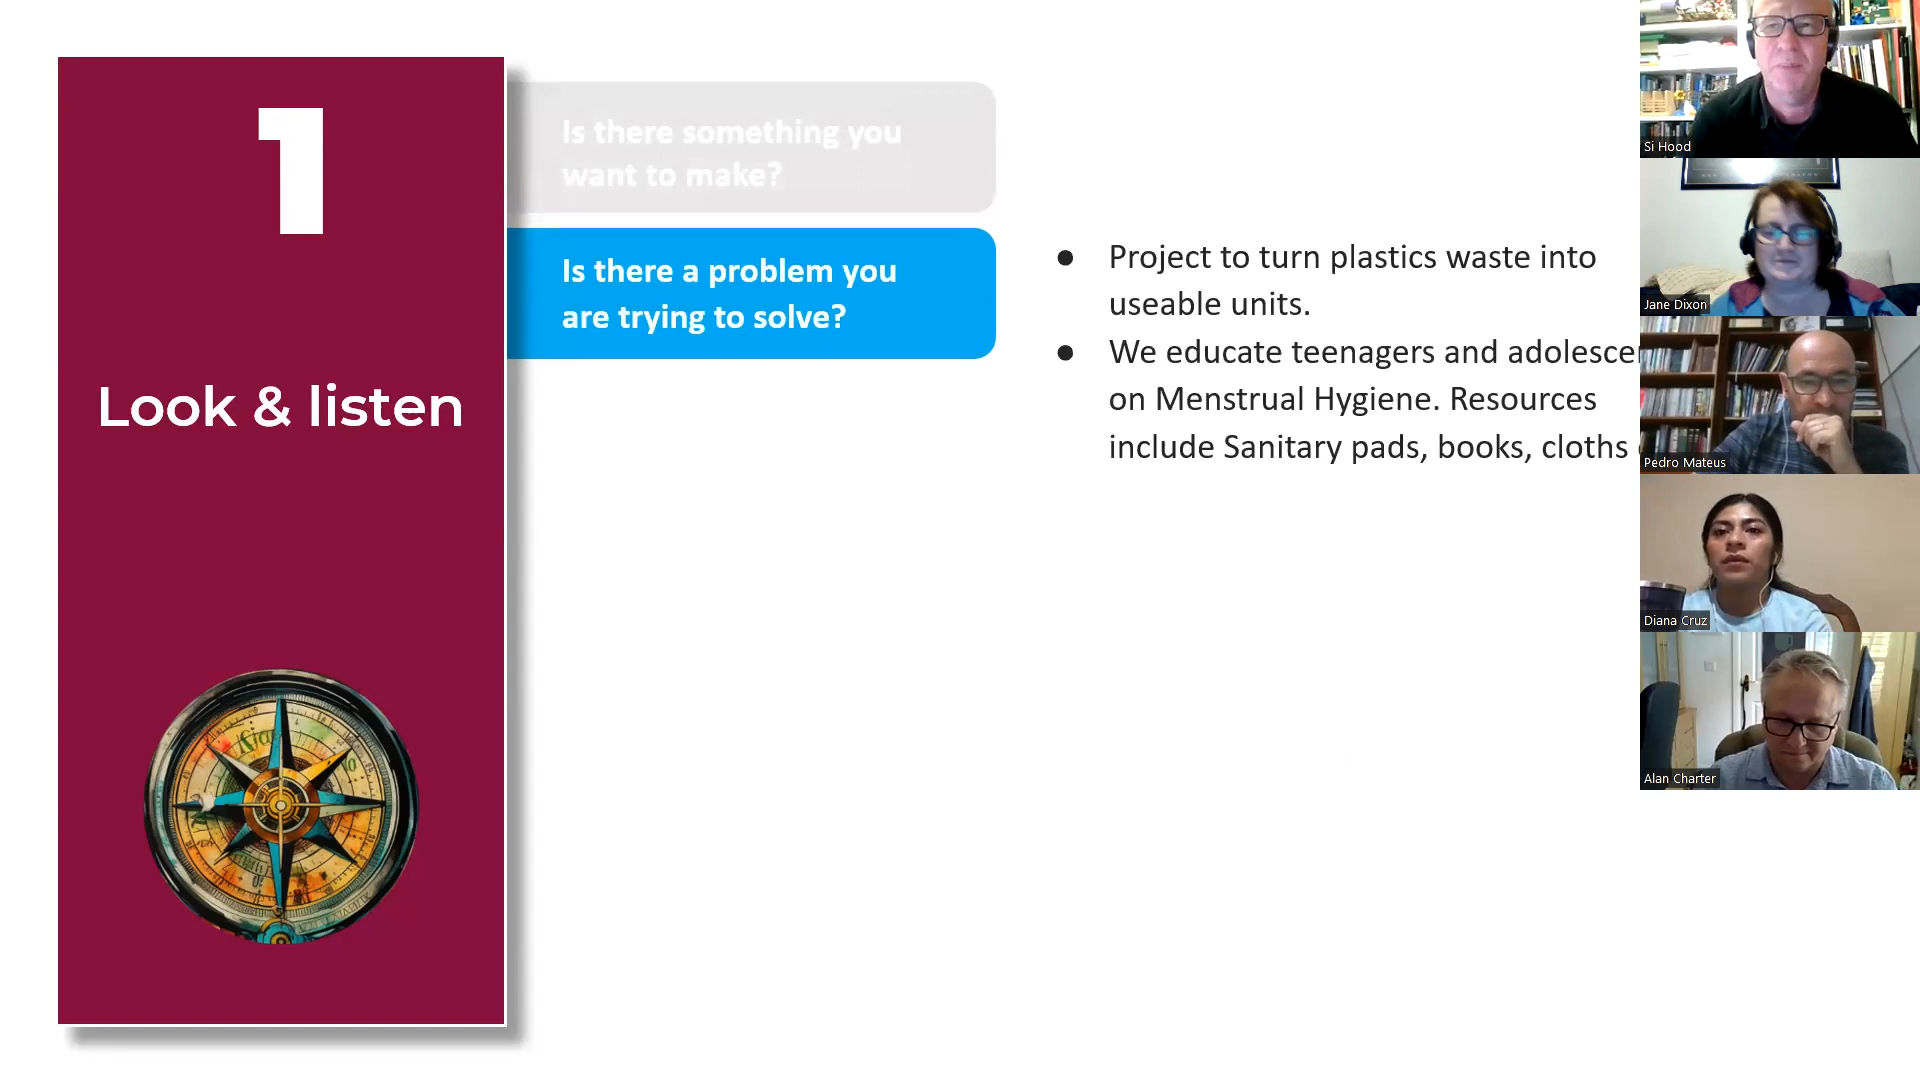 1
Look & listen
Is there something you
want to make?
Is there a problem you
are trying to solve?
● Project to turn plastics waste into
useable units.
● We educate teenagers and
on Menstrual Hygiene. Resources
include Sanitary pads, books, cloths
Si Hood
Jane Dixon
Pedro Mateus
Diana Cruz
Alan Charter